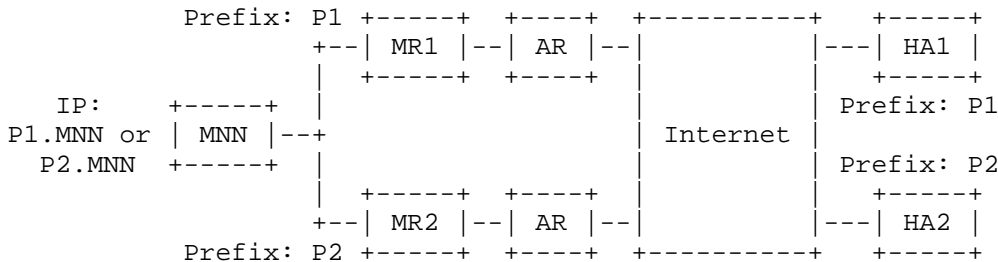 Prefix: P1 +-----+ +----+ +----------+ +-----+
+--| MR1 |--| AR |--| |---| HA1 |
| +-----+ +----+ | | +-----+
IP: +-----+ | | | Prefix: P1
P1.MNN or | MNN |--+ | Internet |
P2.MNN +-----+ | | | Prefix: P2
| +-----+ +----+ | | +-----+
+--| MR2 |--| AR |--| |---| HA2 |
Prefix: P2 +-----+ +----+ +----------+ +-----+